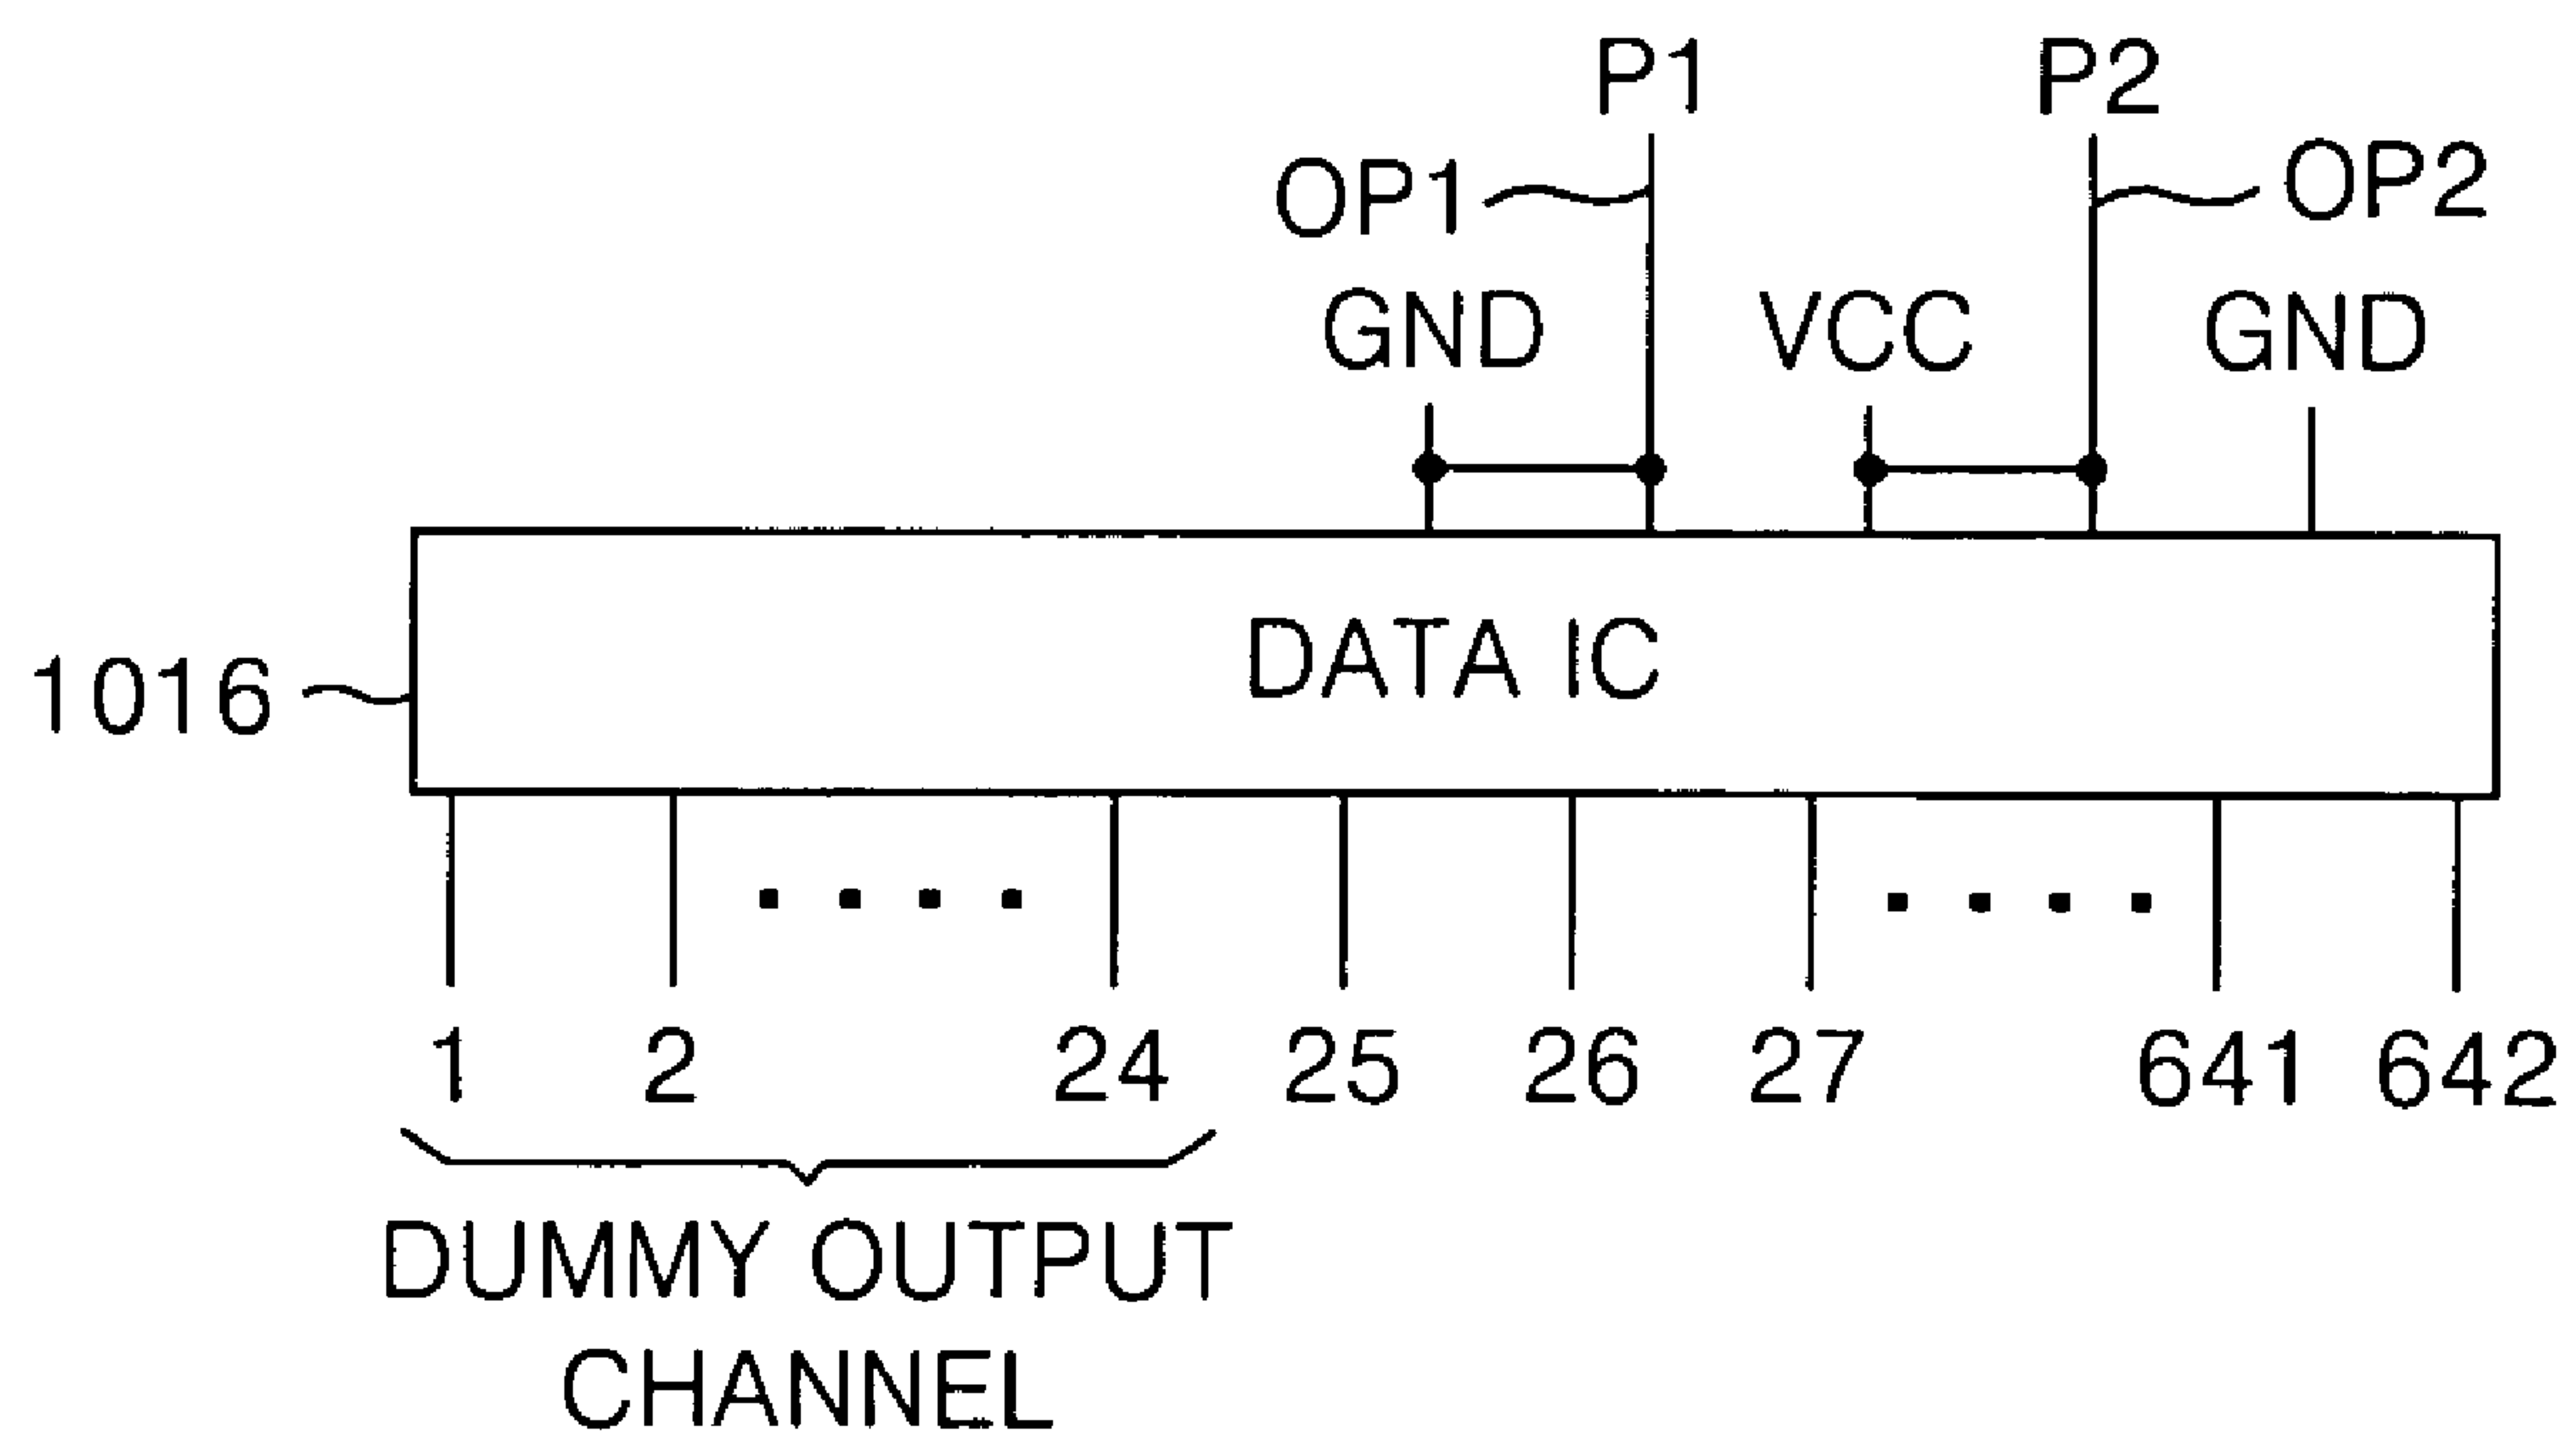 P1 P2
OP1 OP2
GND VCC GND
DATA IC
1016
1 2 24 25 26 27 641 642
DUMMY OUTPUT
CHANNEL